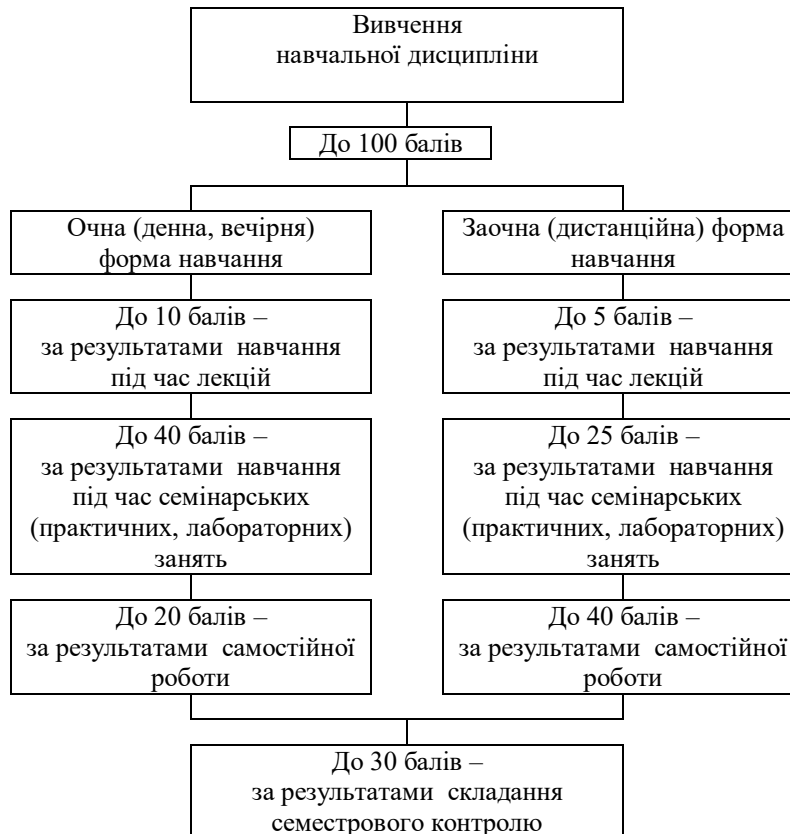 Вивчення
навчальної дисципліни
До 100 балів
Очна (денна, вечірня)
форма навчання
Заочна (дистанційна) форма
навчання
До 10 балів –
за результатами навчання
під час лекцій
До 5 балів –
за результатами навчання
під час лекцій
До 40 балів –
за результатами навчання
під час семінарських
(практичних, лабораторних)
занять
До 25 балів –
за результатами навчання
під час семінарських
(практичних, лабораторних)
занять
До 20 балів –
за результатами самостійної
роботи
До 40 балів –
за результатами самостійної
роботи
До 30 балів –
за результатами складання
семестрового контролю